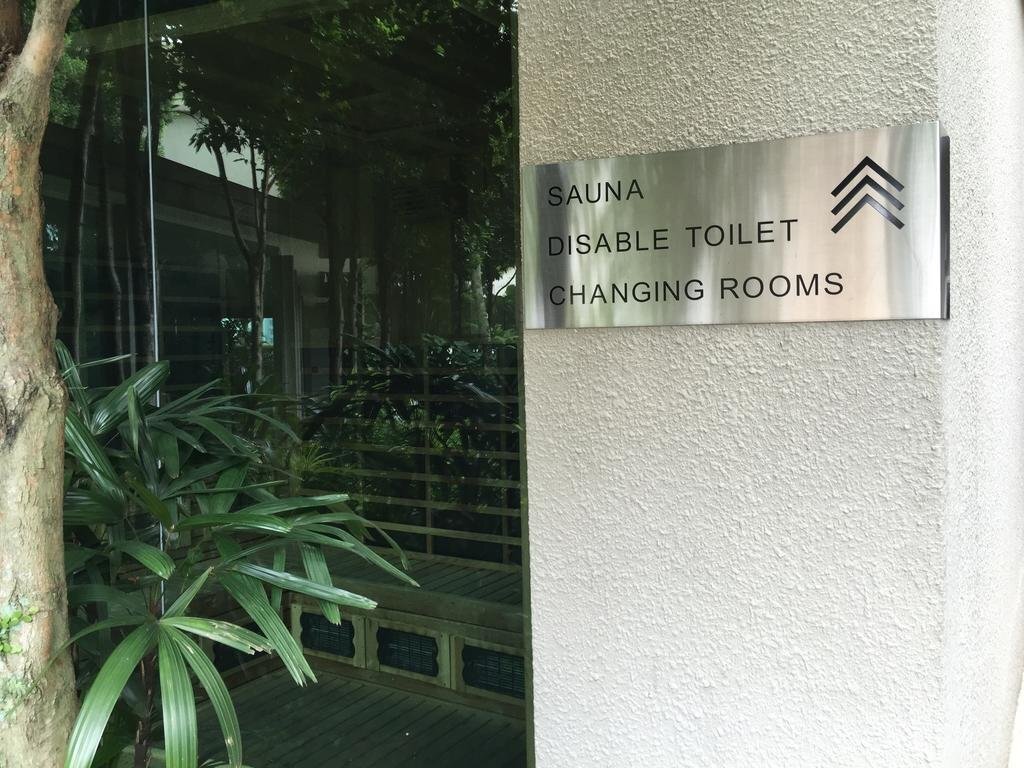 SAUNA
DISABLE TOILET
CHANGING ROOMS